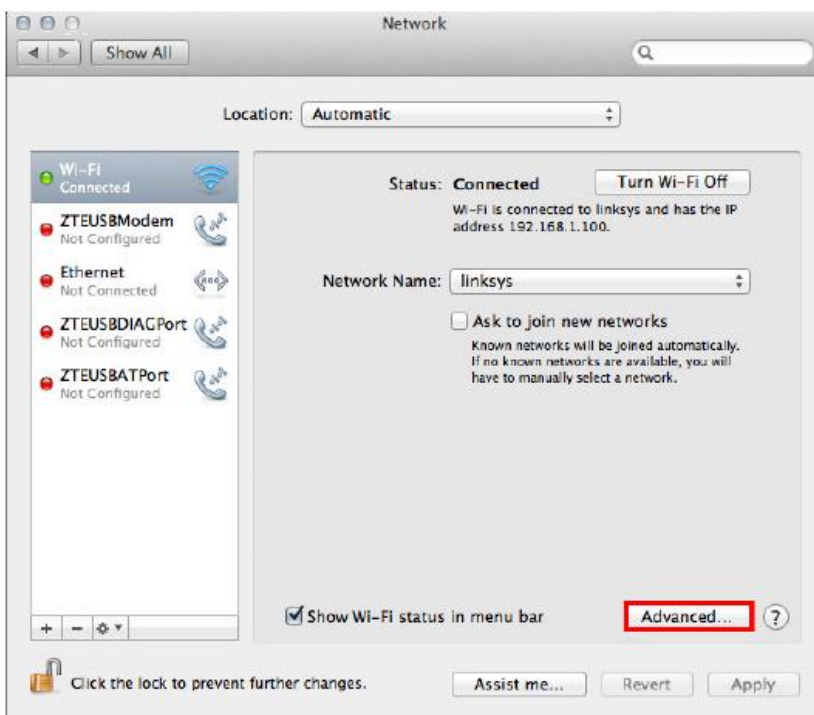 Network
Show All
Location: Automatic
Wi-Fi
Connected
ZTEUSBModem
Not Configured
Ethernet
Not Connected
ZTEUSBDIAGPort
Not Configured
ZTEUSBATPort
Not Configured
Status: Connected
Turn Wi-Fi Off
Wi-Fi is connected to linksys and has the IP
address 192.168.1.100.
Network Name: linksys
Ask to join new networks
Known networks will be joined automatically.
If no known networks are available, you will
have to manually select a network.
Show Wi-Fi status in menu bar
Advanced...
?
Click the lock to prevent further changes.
Assist me...
Revert
Apply